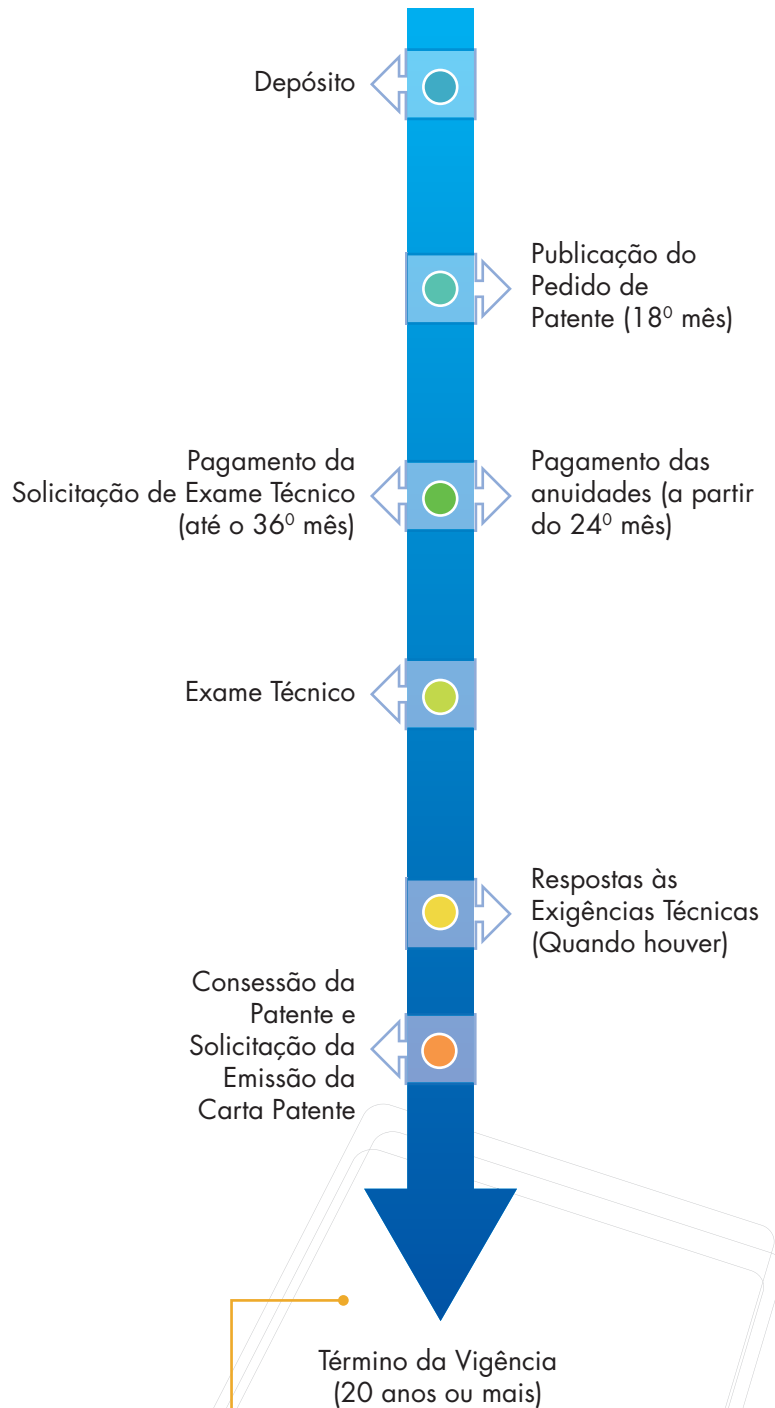 Depósito
Publicação do
Pedido de
Patente (18⁰ mês)
Pagamento da
Solicitação de Exame Técnico
(até o 36⁰ mês)
Pagamento das
anuidades (a partir
do 24⁰ mês)
Exame Técnico
Respostas às
Exigências Técnicas
(Quando houver)
Consessão da
Patente e
Solicitação da
Emissão da
Carta Patente
Término da Vigência
(20 anos ou mais)